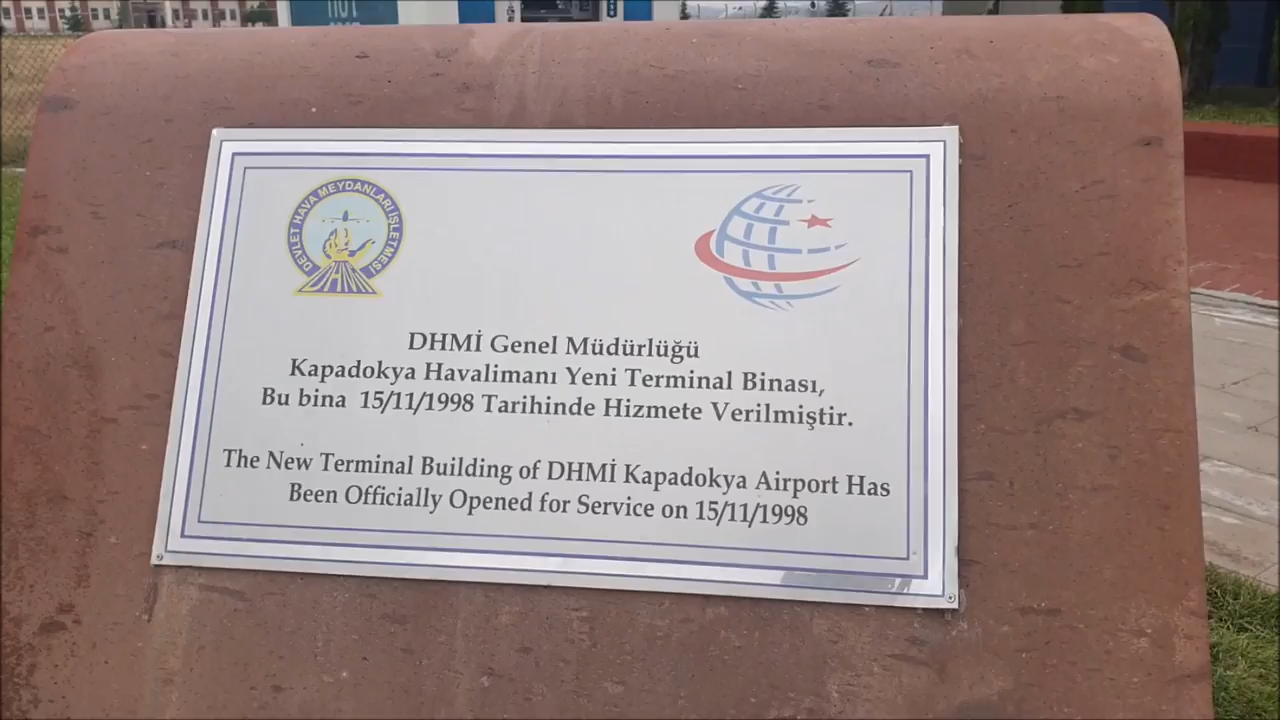 DEVLET HAVA MEYDANLARI İŞLETMESİ
DHMİ
DHMİ Genel Müdürlüğü
Kapadokya Havalimanı Yeni Terminal Binası,
Bu bina 15/11/1998 Tarihinde Hizmete Verilmiştir.
The New Terminal Building of DHMİ Kapadokya Airport Has
Been Officially Opened for Service on 15/11/1998